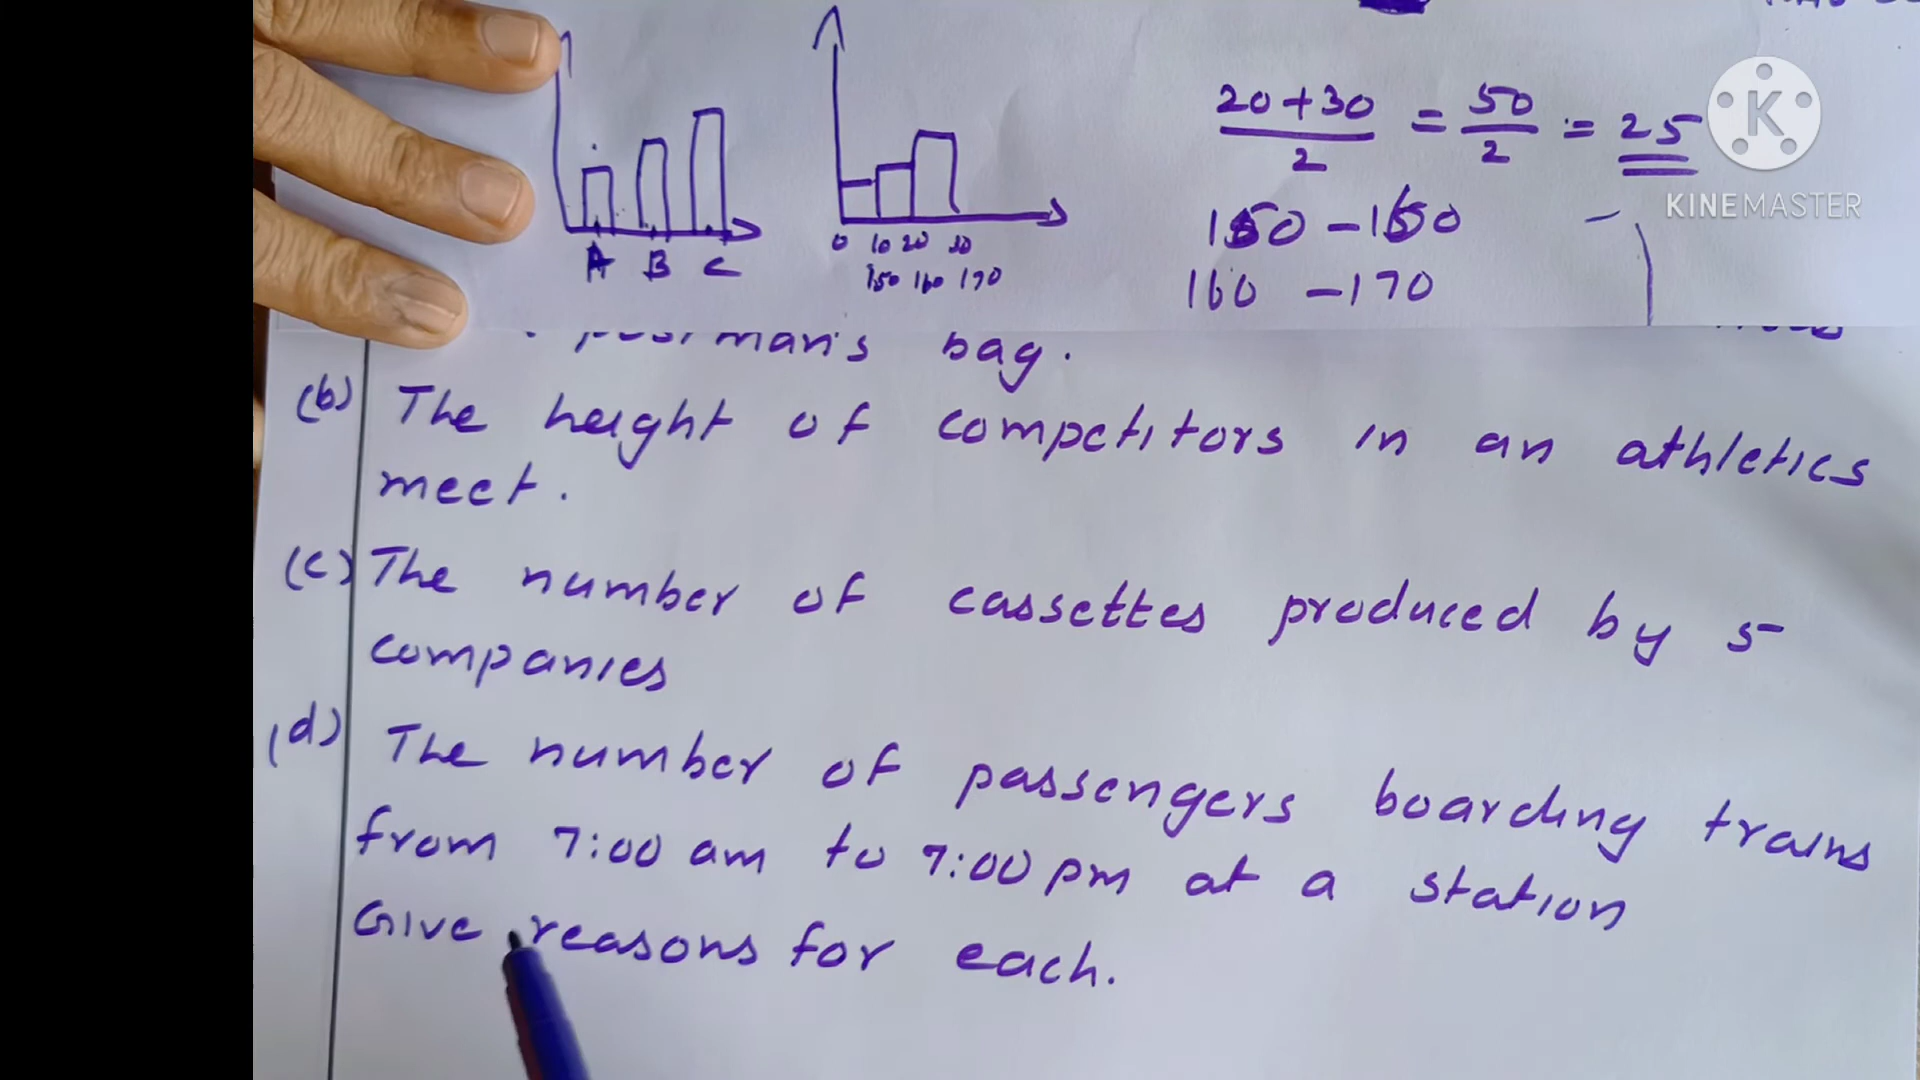 20+30 = 50 = 25
2 2
KINEMASTER
150 - 160
160 - 170
0 10 20 30
A B C
150 160 170
man's bag.
(b) The height of competitors in an athletics
meet.
(c) The number of cassettes produced by 5
companies
(d) The number of passengers boarding trains
from 7:00 am to 7:00 pm at a station
Give reasons for each.